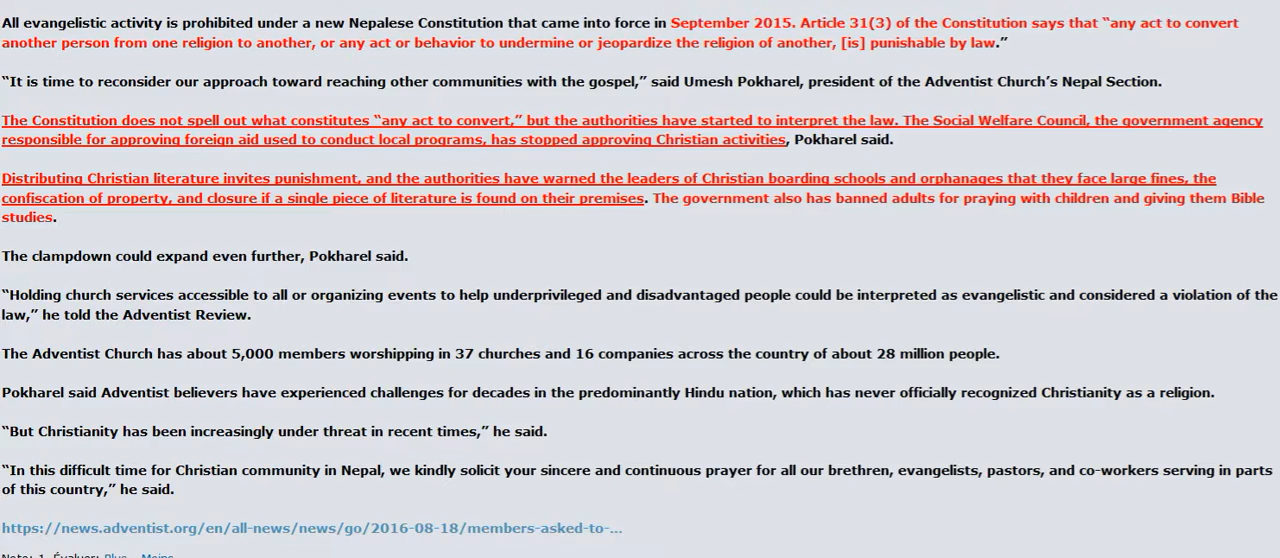 All evangelistic activity is prohibited under a new Nepalese Constitution that came into force in September 2015. Article 31(3) of the Constitution says that “any act to convert
another person from one religion to another, or any act or behavior to undermine or jeopardize the religion of another, [is] punishable by law.”
“It is time to reconsider our approach toward reaching other communities with the gospel,” said Umesh Pokharel, president of the Adventist Church’s Nepal Section.
The Constitution does not spell out what constitutes “any act to convert,” but the authorities have started to interpret the law. The Social Welfare Council, the government agency
responsible for approving foreign aid used to conduct local programs, has stopped approving Christian activities, Pokharel said.
Distributing Christian literature invites punishment, and the authorities have warned the leaders of Christian boarding schools and orphanages that they face large fines, the
confiscation of property, and closure if a single piece of literature is found on their premises. The government also has banned adults for praying with children and giving them Bible
studies.
The clampdown could expand even further, Pokharel said.
“Holding church services accessible to all or organizing events to help underprivileged and disadvantaged people could be interpreted as evangelistic and considered a violation of the
law,” he told the Adventist Review.
The Adventist Church has about 5,000 members worshipping in 37 churches and 16 companies across the country of about 28 million people.
Pokharel said Adventist believers have experienced challenges for decades in the predominantly Hindu nation, which has never officially recognized Christianity as a religion.
“But Christianity has been increasingly under threat in recent times,” he said.
“In this difficult time for Christian community in Nepal, we kindly solicit your sincere and continuous prayer for all our brethren, evangelists, pastors, and co-workers serving in parts
of this country,” he said.
https://news.adventist.org/en/all-news/news/go/2016-08-18/members-asked-to-...